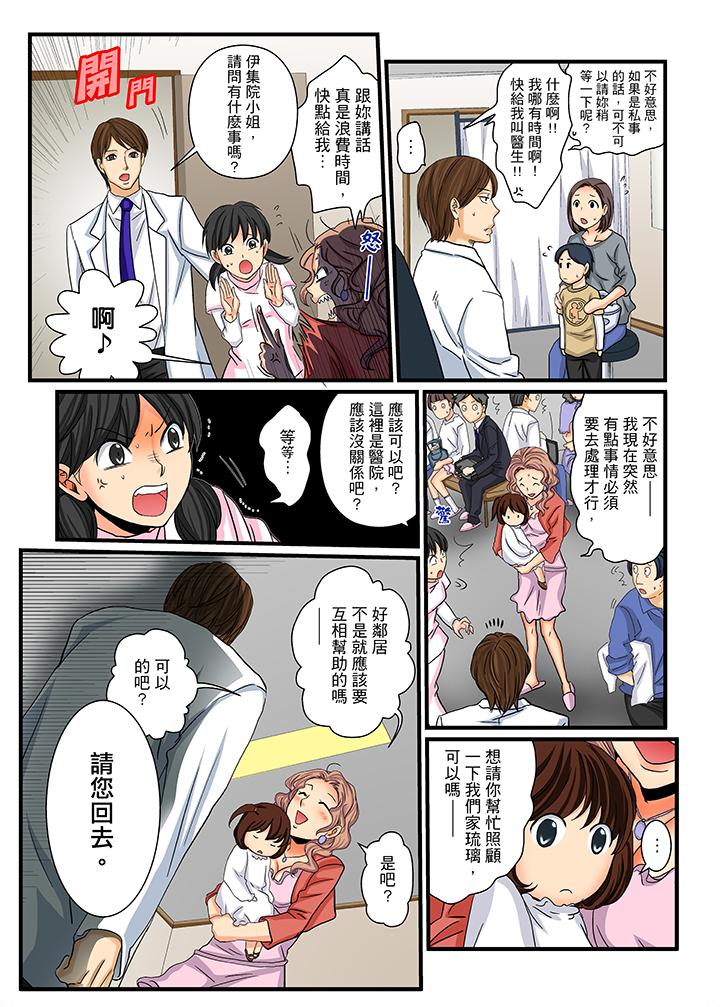 不好意思，
如果是私事
的話，可不可
以請妳稍
等一下呢？
什麼啊!!
我哪有時間啊！
快給我叫醫生!!
…
跟妳講話
真是浪費時間，
快點給我…
怒——
伊集院小姐，
請問有什麼事嗎？
開門
啊♪
不好意思——
我現在突然
有點事情必須
要去處理才行，
驚
應該可以吧？
這裡是醫院，
應該沒關係吧？
等等…
…
想請你幫忙照顧
一下我們家琉璃，
可以嗎——
好鄰居
不是就應該要
互相幫助的嗎
——
是吧？
可以
的吧？
請您回去。